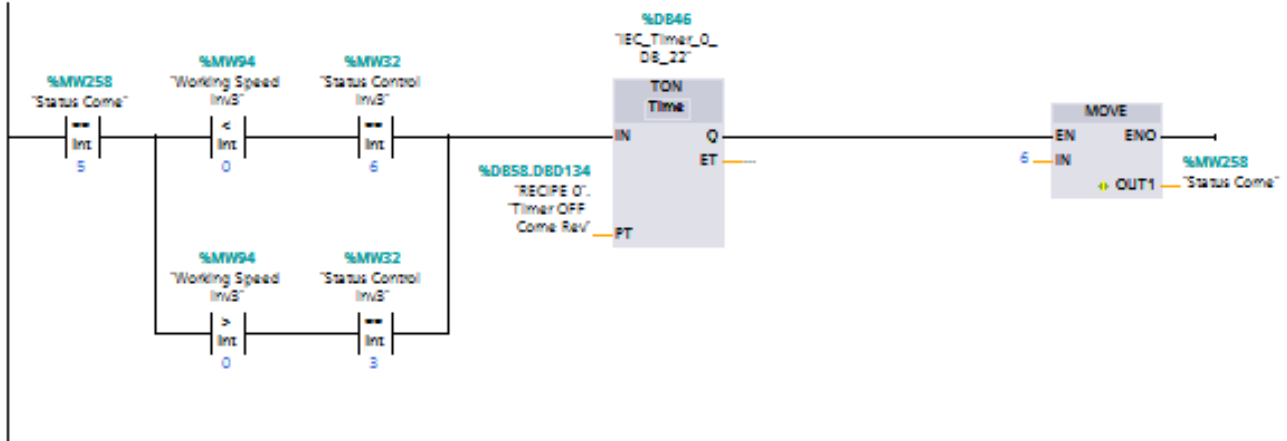 %DB46
"IEC_Timer_0_
DB_22"
%MW94
"Working Speed
Inv3"
%MW32
"Status Control
Inv3"
%MW258
"Status Come"
TON
Time
MOVE
==
Int
5
<
Int
0
==
Int
6
IN
Q
ET
...
EN
ENO
6
IN
%MW258
OUT1
"Status Come"
%DB58.DBD134
"RECIPE 0".
"Timer OFF
Come Rev"
PT
%MW94
"Working Speed
Inv3"
%MW32
"Status Control
Inv3"
>
Int
0
==
Int
3